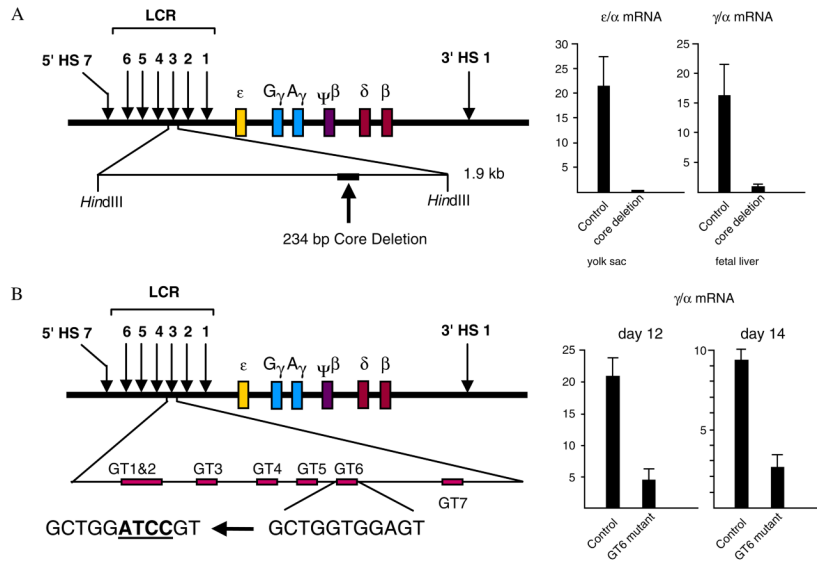 A
LCR
5' HS 7
6 5 4 3 2 1
3' HS 1
ε Gγ Aγ Ψβ δ β
1.9 kb
HindIII HindIII
234 bp Core Deletion
ε/α mRNA
30
25
20
15
10
5
Control
core deletion
yolk sac
γ/α mRNA
25
20
15
10
5
Control
core deletion
fetal liver
B
LCR
5' HS 7
6 5 4 3 2 1
3' HS 1
ε Gγ Aγ Ψβ δ β
GT1&2 GT3 GT4 GT5 GT6
GT7
GCTGGATCCGT GCTGGTGGAGT
γ/α mRNA
day 12
25
20
15
10
5
Control
GT6 mutant
day 14
10
5
Control
GT6 mutant